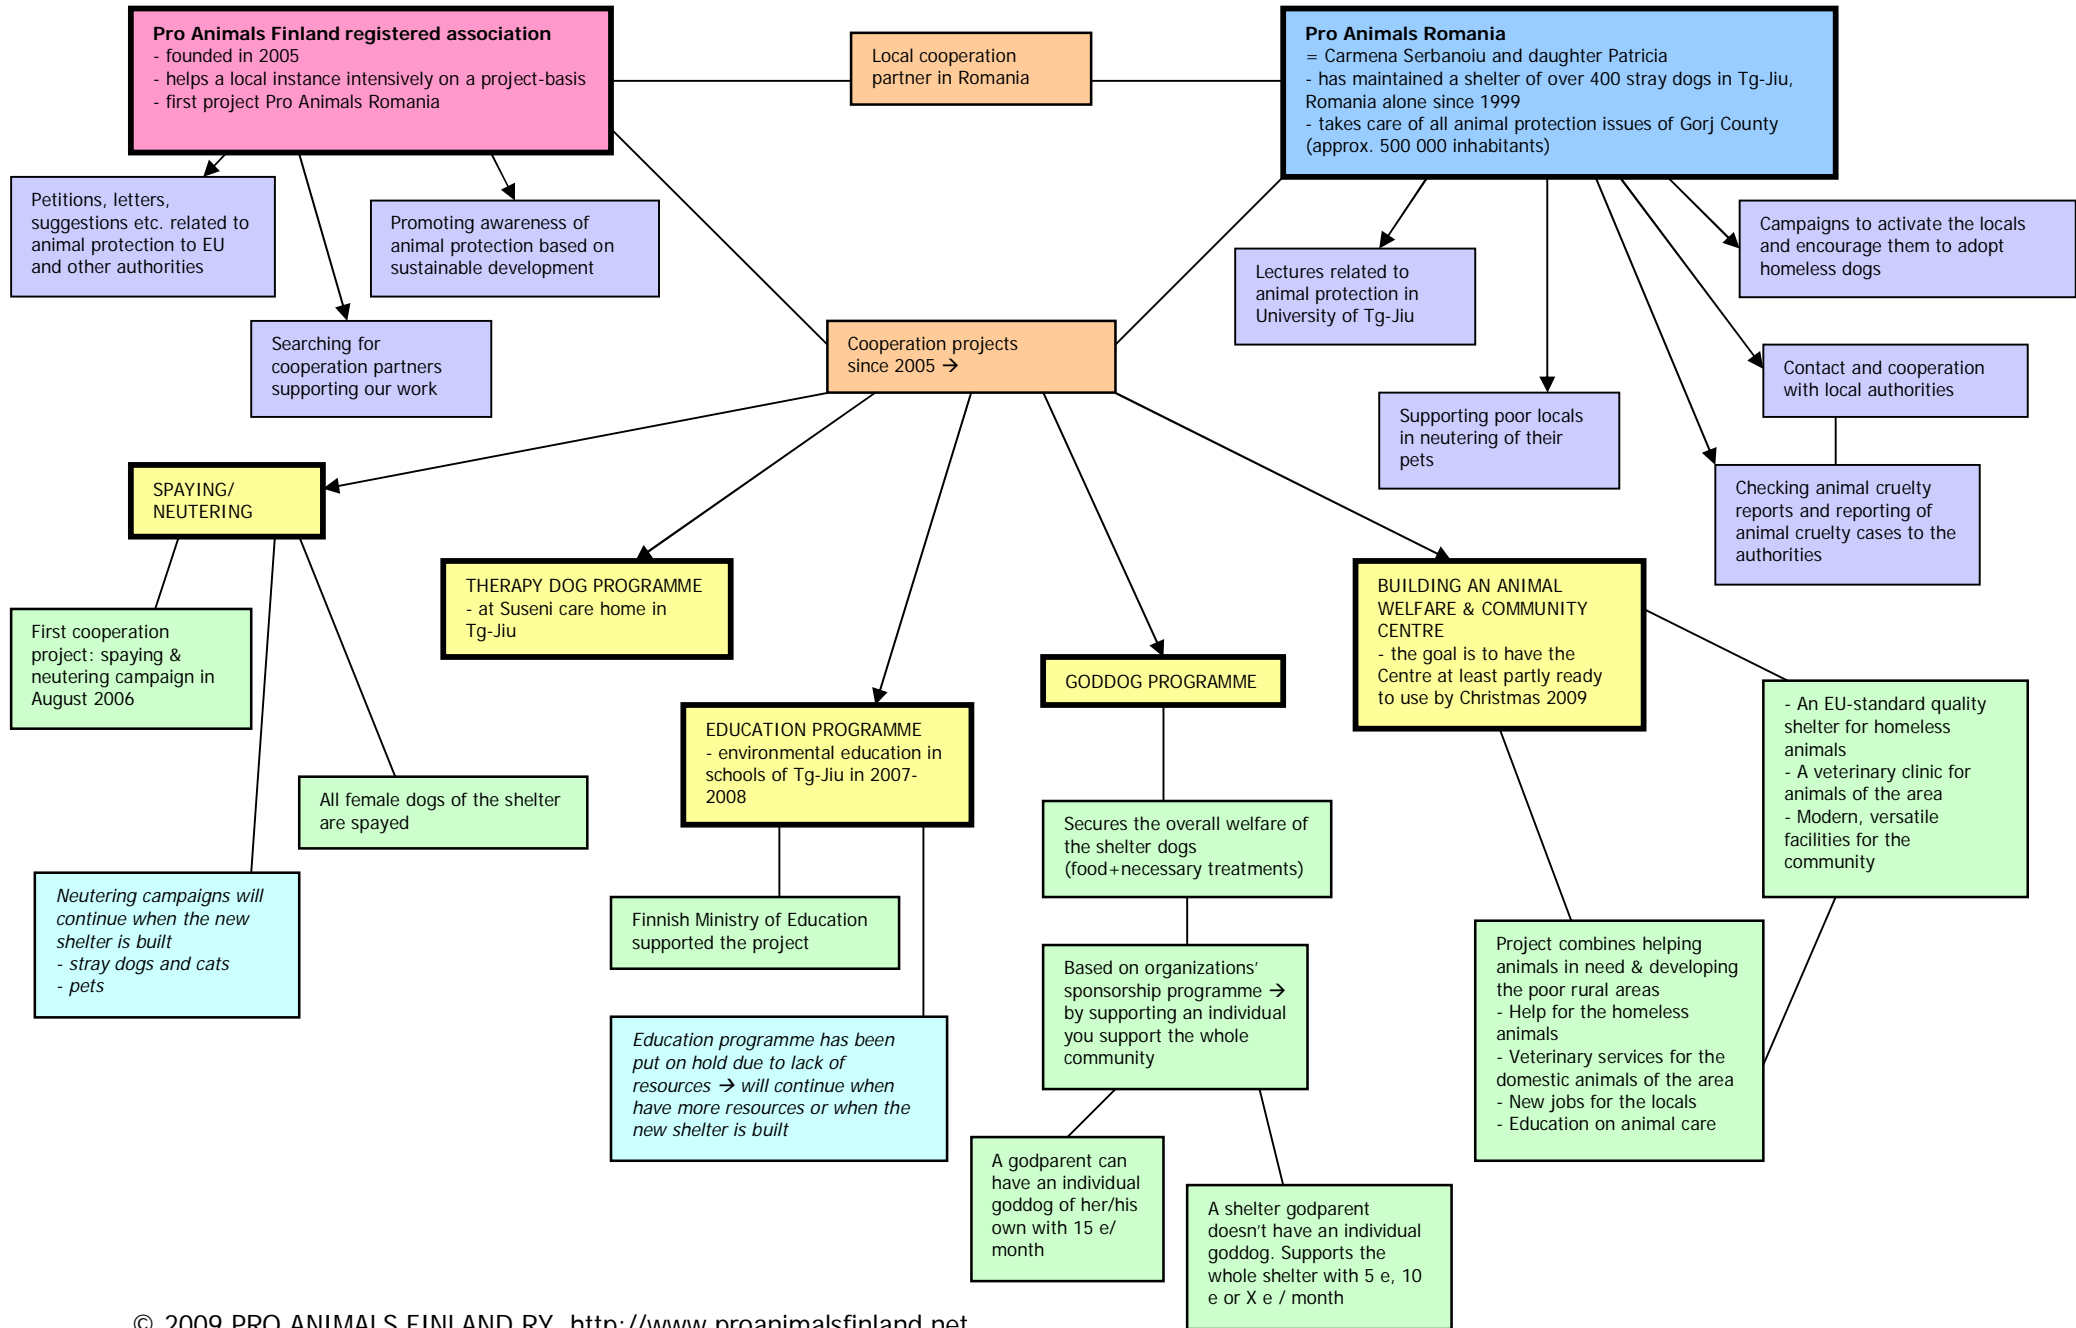 Pro Animals Finland registered association
- founded in 2005
- helps a local instance intensively on a project-basis
- first project Pro Animals Romania
Local cooperation
partner in Romania
Pro Animals Romania
= Carmena Serbanoiu and daughter Patricia
- has maintained a shelter of over 400 stray dogs in Tg-Jiu,
Romania alone since 1999
- takes care of all animal protection issues of Gorj County
(approx. 500 000 inhabitants)
Petitions, letters,
suggestions etc. related to
animal protection to EU
and other authorities
Promoting awareness of
animal protection based on
sustainable development
Searching for
cooperation partners
supporting our work
Lectures related to
animal protection in
University of Tg-Jiu
Campaigns to activate the locals
and encourage them to adopt
homeless dogs
Contact and cooperation
with local authorities
Supporting poor locals
in neutering of their
pets
Checking animal cruelty
reports and reporting of
animal cruelty cases to the
authorities
Cooperation projects
since 2005 →
SPAYING/
NEUTERING
First cooperation
project: spaying &
neutering campaign in
August 2006
All female dogs of the shelter
are spayed
Neutering campaigns will
continue when the new
shelter is built
- stray dogs and cats
- pets
THERAPY DOG PROGRAMME
- at Suseni care home in
Tg-Jiu
EDUCATION PROGRAMME
- environmental education in
schools of Tg-Jiu in 2007-
2008
Finnish Ministry of Education
supported the project
Education programme has been
put on hold due to lack of
resources → will continue when
have more resources or when the
new shelter is built
GODDOG PROGRAMME
Secures the overall welfare of
the shelter dogs
(food+necessary treatments)
Based on organizations'
sponsorship programme →
by supporting an individual
you support the whole
community
A godparent can
have an individual
goddog of her/his
own with 15 e/
month
A shelter godparent
doesn't have an individual
goddog. Supports the
whole shelter with 5 e, 10
e or X e / month
BUILDING AN ANIMAL
WELFARE & COMMUNITY
CENTRE
- the goal is to have the
Centre at least partly ready
to use by Christmas 2009
- An EU-standard quality
shelter for homeless
animals
- A veterinary clinic for
animals of the area
- Modern, versatile
facilities for the
community
Project combines helping
animals in need & developing
the poor rural areas
- Help for the homeless
animals
- Veterinary services for the
domestic animals of the area
- New jobs for the locals
- Education on animal care
© 2009 PRO ANIMALS FINLAND RY, http://www.proanimalsfinland.net